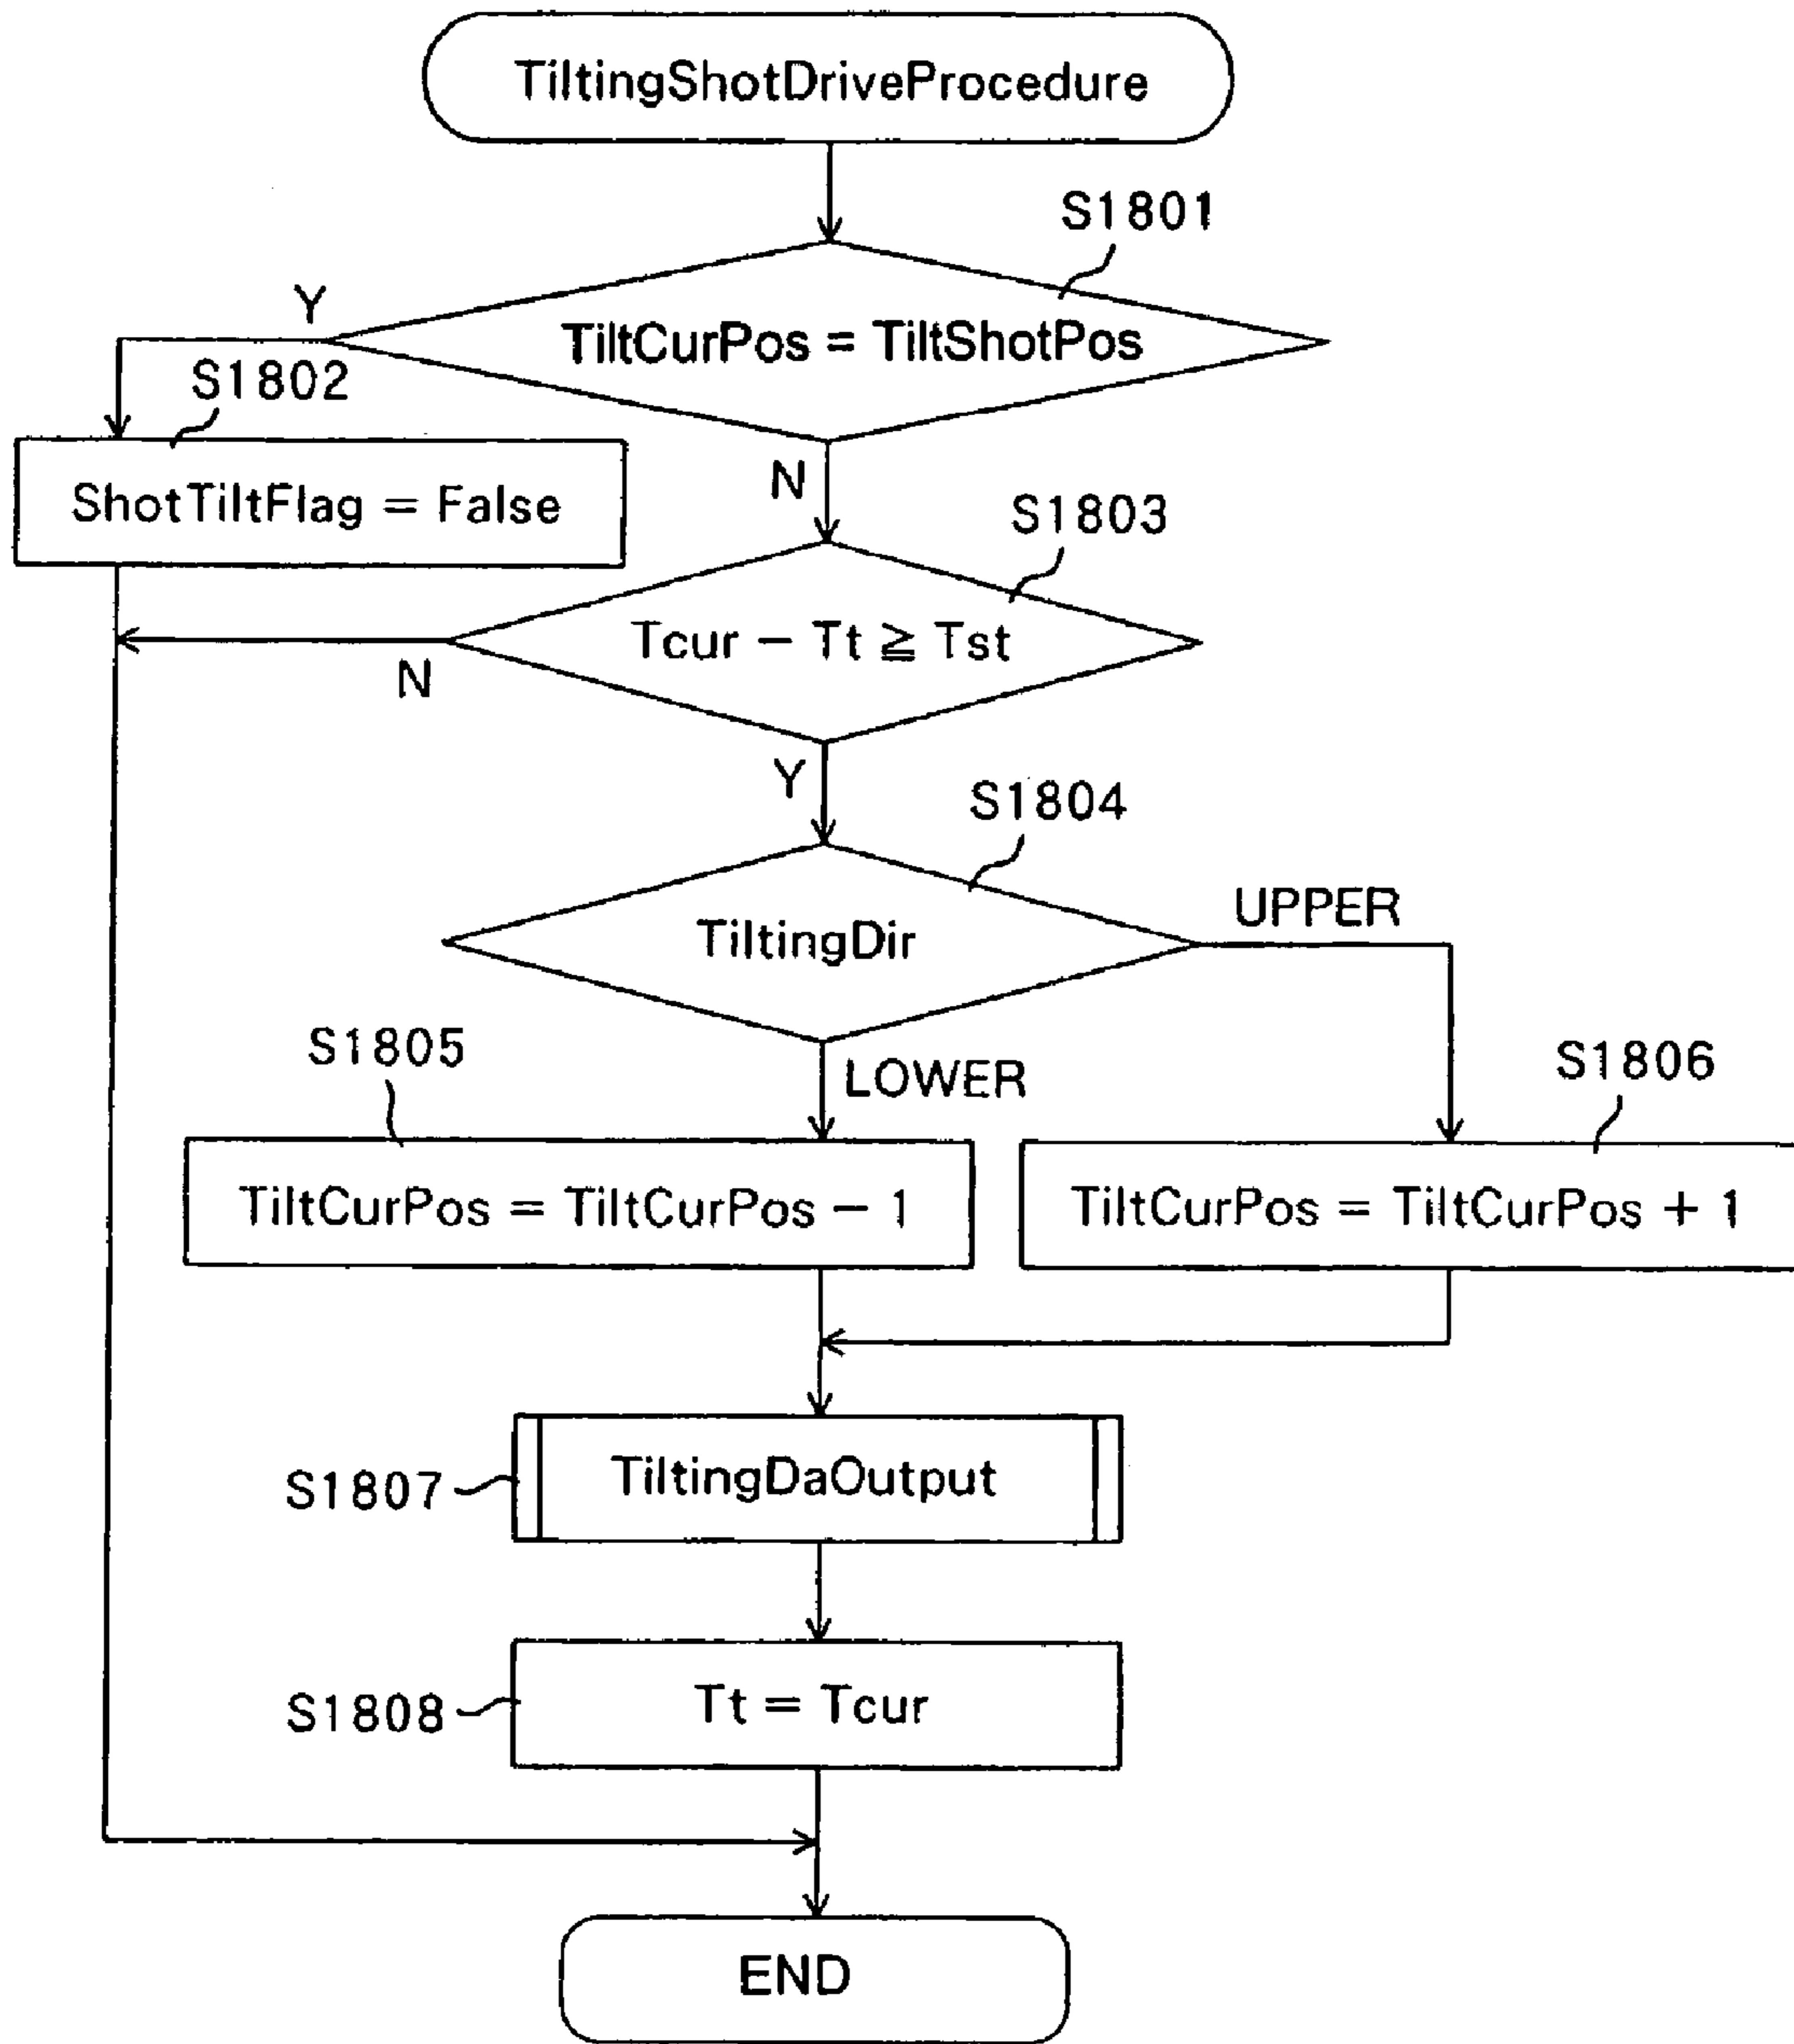 TiltingShotDriveProcedure
S1801
Y
TiltCurPos = TiltShotPos
S1802
N
ShotTiltFlag = False
S1803
Tcur − Tt ≧ Tst
N
Y
S1804
UPPER
TiltingDir
S1805
LOWER
S1806
TiltCurPos = TiltCurPos − 1
TiltCurPos = TiltCurPos + 1
S1807
TiltingDaOutput
S1808
Tt = Tcur
END